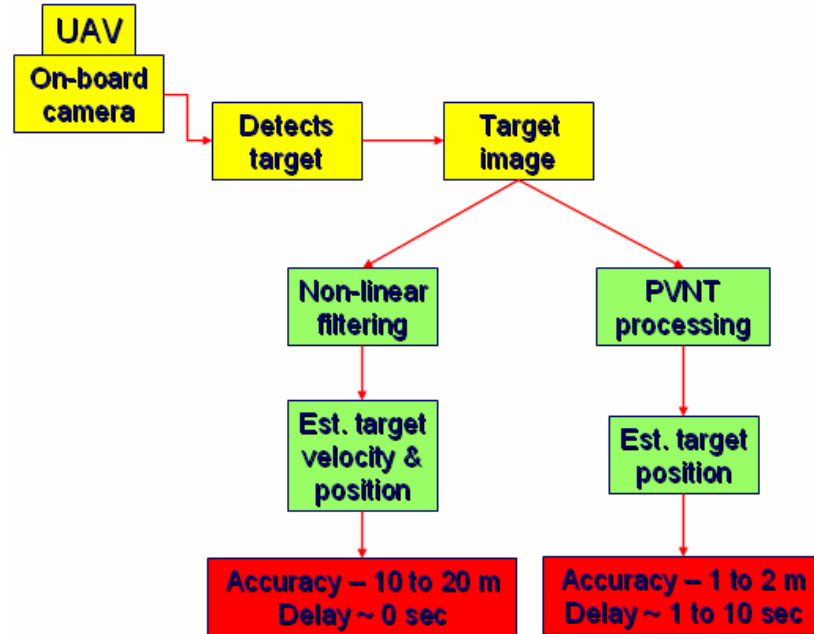 UAV
On-board
camera
Detects
target
Target
image
Non-linear
filtering
PVNT
processing
Est. target
velocity &
position
Est. target
position
Accuracy – 10 to 20 m
Delay ~ 0 sec
Accuracy – 1 to 2 m
Delay ~ 1 to 10 sec